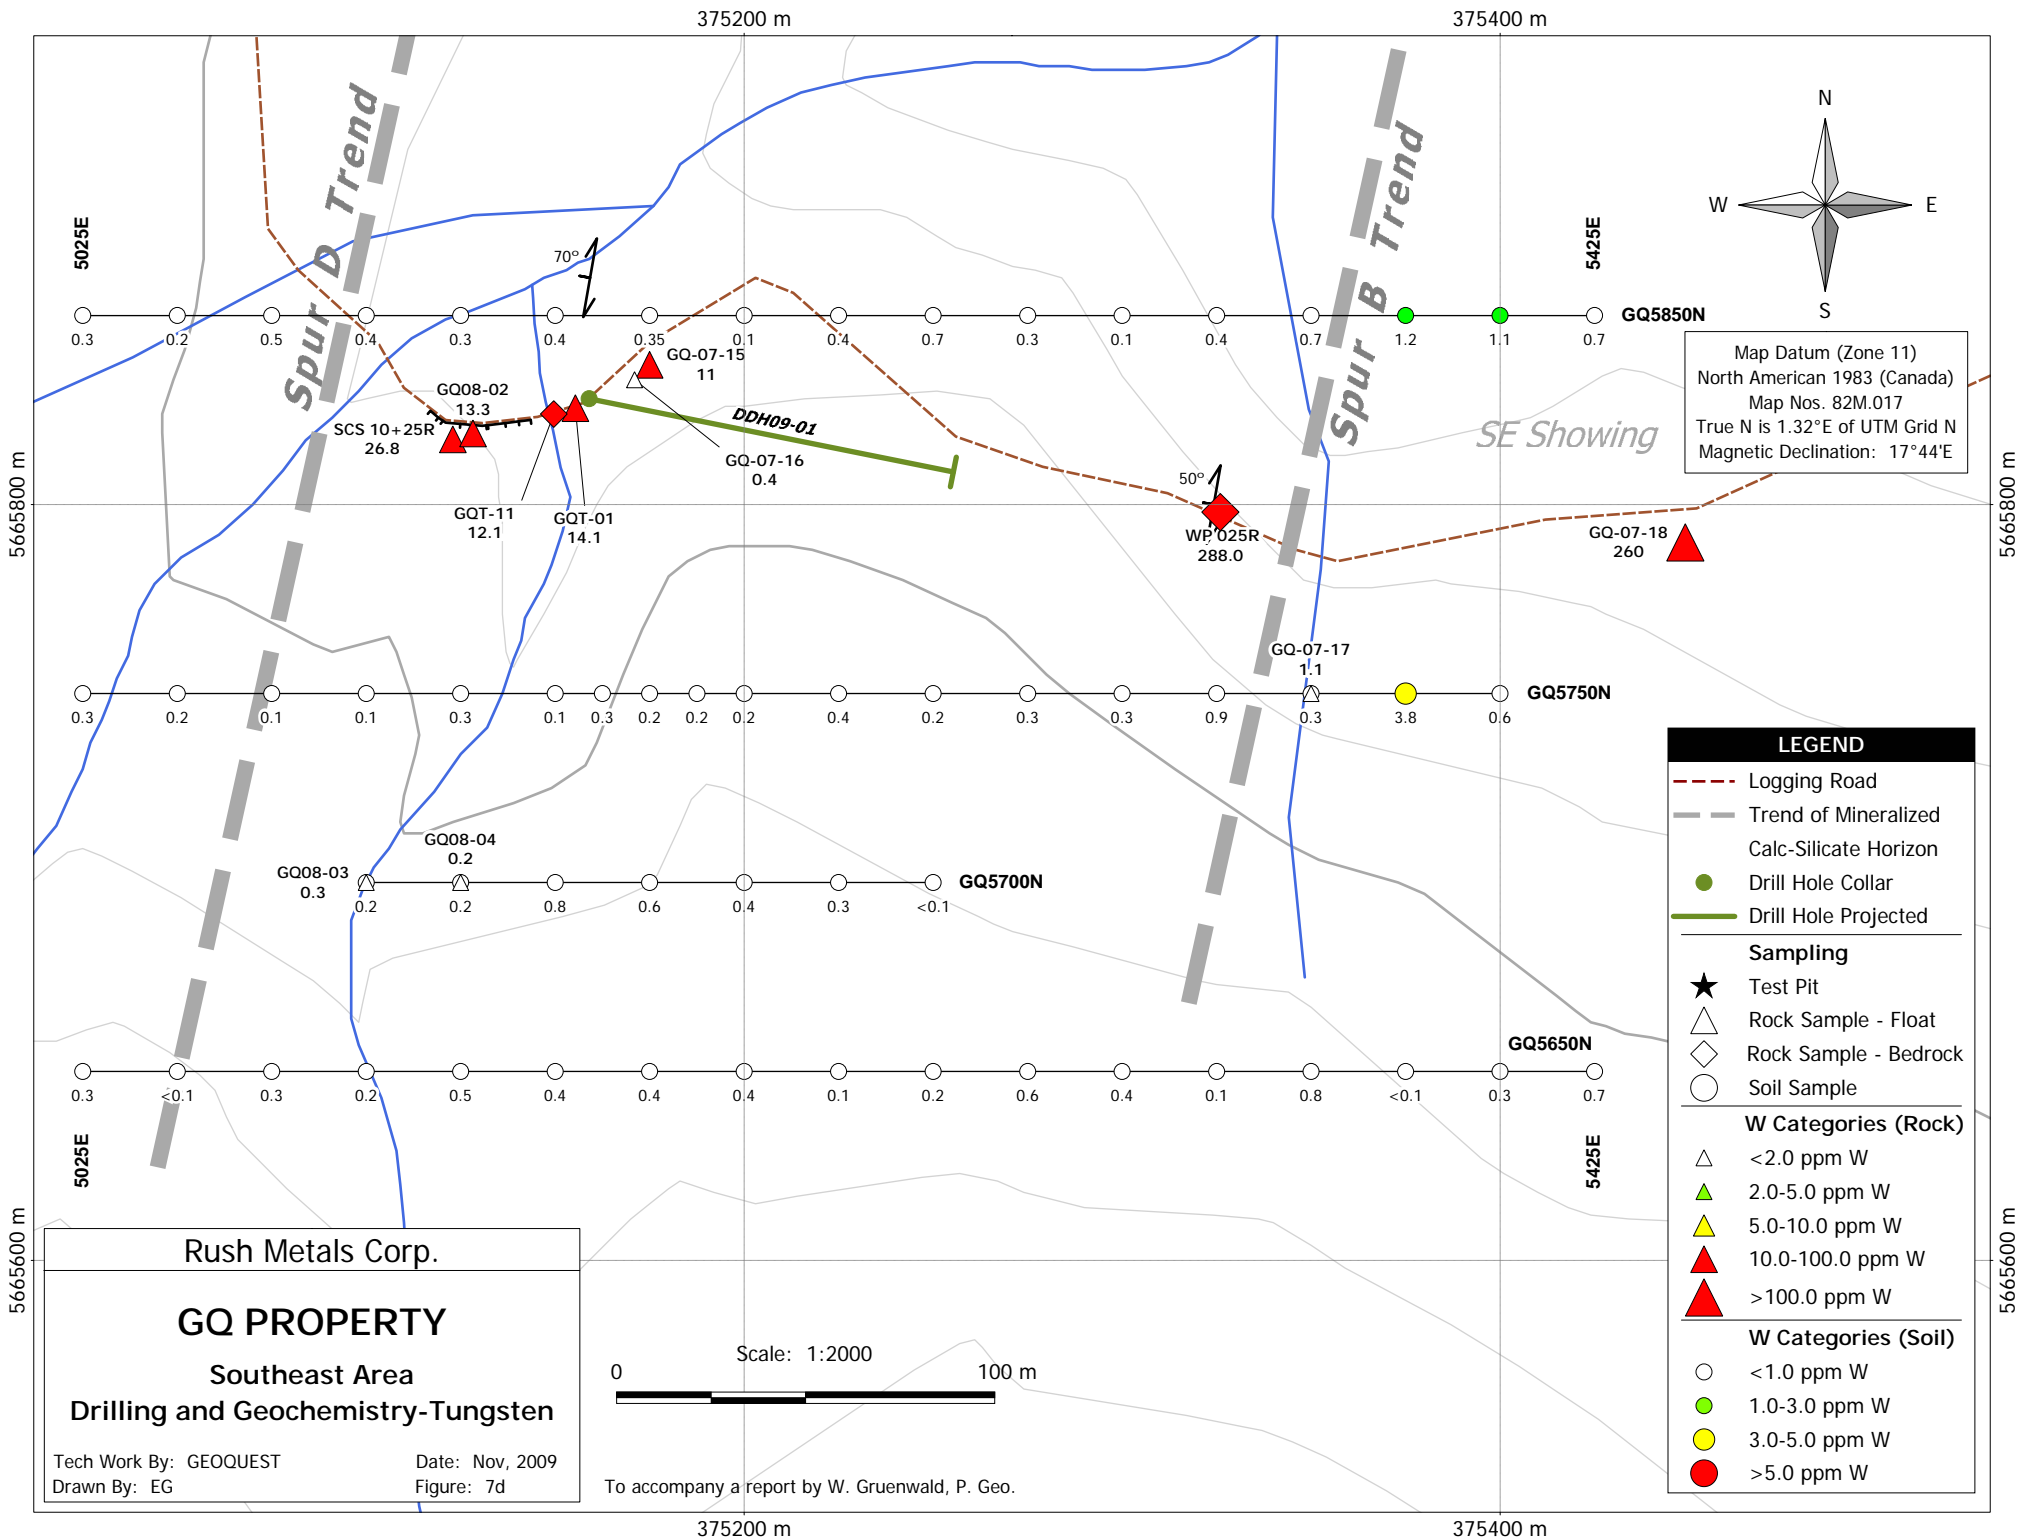 375200 m
375400 m
Spur D Trend
Spur B Trend
N
W
E
S
5025E
5425E
70°
GQ5850N
0.3
0.2
0.5
0.4
0.3
0.4
0.35
0.1
0.4
0.7
0.3
0.1
0.4
0.7
1.2
1.1
0.7
Map Datum (Zone 11)
North American 1983 (Canada)
Map Nos. 82M.017
True N is 1.32°E of UTM Grid N
Magnetic Declination: 17°44'E
GQ-07-15
11
GQ08-02
13.3
SCS 10+25R
26.8
DDH09-01
GQ-07-16
0.4
SE Showing
50°
5665800 m
5665800 m
GQT-11
12.1
GQT-01
14.1
WP 025R
288.0
GQ-07-18
260
GQ-07-17
1.1
GQ5750N
0.3
0.2
0.1
0.1
0.3
0.1
0.3
0.2
0.2
0.2
0.4
0.2
0.3
0.3
0.9
0.3
3.8
0.6
GQ08-04
0.2
GQ08-03
0.3
GQ5700N
0.2
0.2
0.8
0.6
0.4
0.3
<0.1
GQ5650N
0.3
<0.1
0.3
0.2
0.5
0.4
0.4
0.4
0.1
0.2
0.6
0.4
0.1
0.8
<0.1
0.3
0.7
5025E
5425E
LEGEND
Logging Road
Trend of Mineralized
Calc-Silicate Horizon
Drill Hole Collar
Drill Hole Projected
Sampling
Test Pit
Rock Sample - Float
Rock Sample - Bedrock
Soil Sample
W Categories (Rock)
<2.0 ppm W
2.0-5.0 ppm W
5.0-10.0 ppm W
10.0-100.0 ppm W
>100.0 ppm W
W Categories (Soil)
<1.0 ppm W
1.0-3.0 ppm W
3.0-5.0 ppm W
>5.0 ppm W
5665600 m
5665600 m
Rush Metals Corp.
GQ PROPERTY
Southeast Area
Drilling and Geochemistry-Tungsten
Tech Work By: GEOQUEST
Date: Nov, 2009
Drawn By: EG
Figure: 7d
Scale: 1:2000
0
100 m
To accompany a report by W. Gruenwald, P. Geo.
375200 m
375400 m